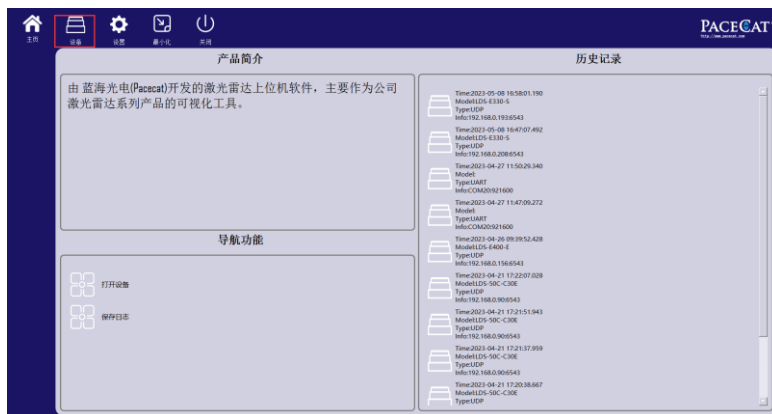 主页
设备
设置
最小化
关闭
PACECAT
http://www.pacecat.com
产品简介
由 蓝海光电(Pacecat)开发的激光雷达上位机软件，主要作为公司
激光雷达系列产品的可视化工具。
导航功能
打开设备
保存日志
历史记录
Time:2023-05-08 16:58:01.190
Model:LDS-E330-S
Type:UDP
Info:192.168.0.193:6543
Time:2023-05-08 16:47:07.492
Model:LDS-E330-S
Type:UDP
Info:192.168.0.208:6543
Time:2023-04-27 11:50:29.340
Model:
Type:UART
Info:COM20:921600
Time:2023-04-27 11:47:09.272
Model:
Type:UART
Info:COM20:921600
Time:2023-04-26 09:39:52.428
Model:LDS-E400-E
Type:UDP
Info:192.168.0.156:6543
Time:2023-04-21 17:22:07.028
Model:LDS-50C-C30E
Type:UDP
Info:192.168.0.90:6543
Time:2023-04-21 17:21:51.943
Model:LDS-50C-C30E
Type:UDP
Info:192.168.0.90:6543
Time:2023-04-21 17:21:37.959
Model:LDS-50C-C30E
Type:UDP
Info:192.168.0.90:6543
Time:2023-04-21 17:20:38.667
Model:LDS-50C-C30E
Type:UDP